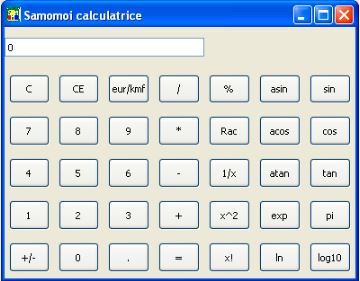 Samomoi calculatrice
0
C CE eur/kmf / % asin sin
7 8 9 * Rac acos cos
4 5 6 - 1/x atan tan
1 2 3 + x^2 exp pi
+/- 0 . = x! ln log10